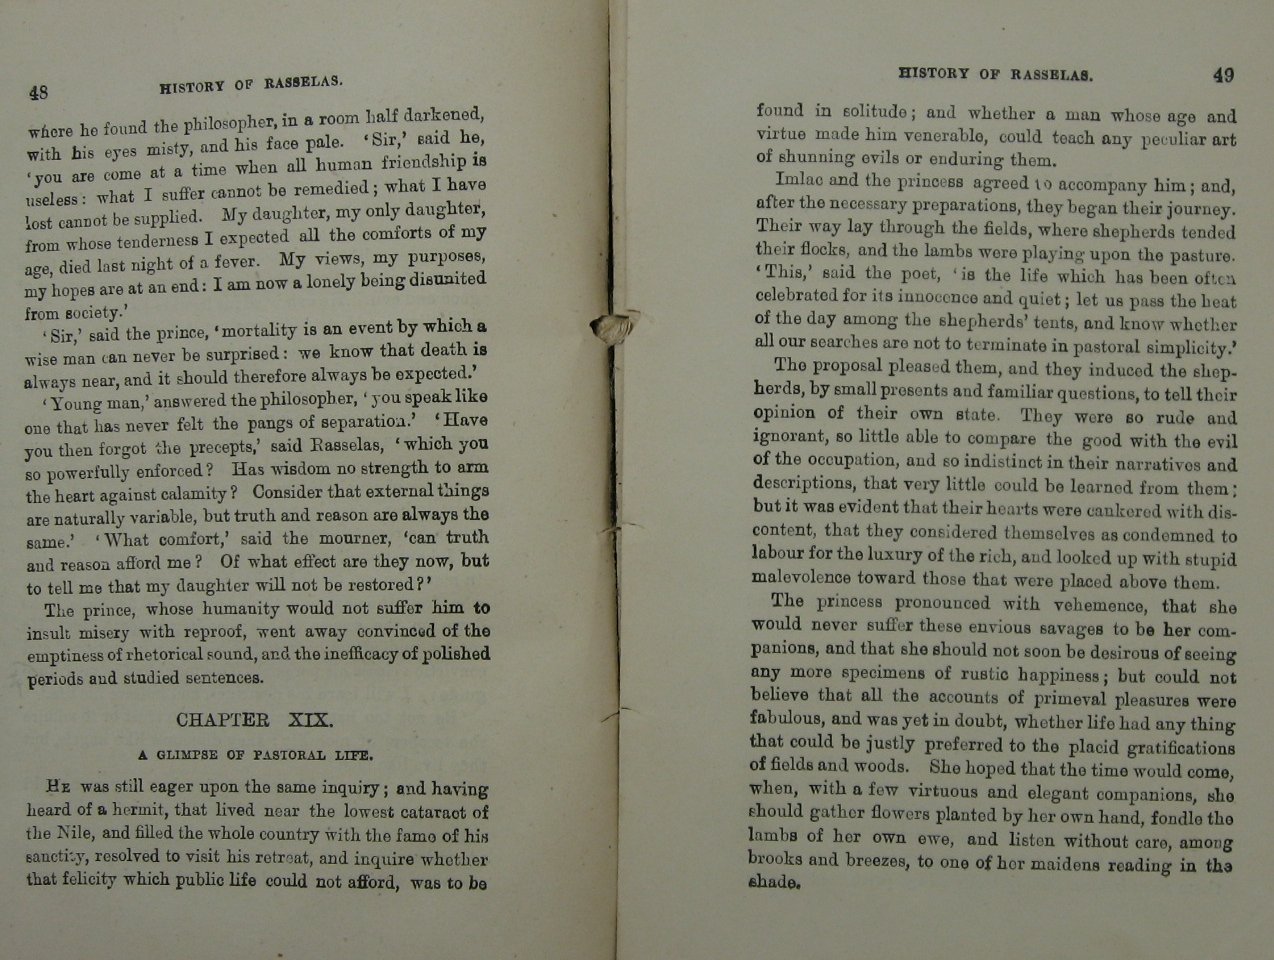 48
HISTORY OF RASSELAS.
where he found the philosopher, in a room half darkened,
with his eyes misty, and his face pale. ‘Sir,’ said he,
‘you are come at a time when all human friendship is
useless: what I suffer cannot be remedied; what I have
lost cannot be supplied. My daughter, my only daughter,
from whose tenderness I expected all the comforts of my
age, died last night of a fever. My views, my purposes,
my hopes are at an end: I am now a lonely being disunited
from society.’
‘Sir,’ said the prince, ‘mortality is an event by which a
wise man can never be surprised: we know that death is
always near, and it should therefore always be expected.’
‘Young man,’ answered the philosopher, ‘you speak like
one that has never felt the pangs of separation.’ ‘Have
you then forgot the precepts,’ said Rasselas, ‘which you
so powerfully enforced? Has wisdom no strength to arm
the heart against calamity? Consider that external things
are naturally variable, but truth and reason are always the
same.’ ‘What comfort,’ said the mourner, ‘can truth
and reason afford me? Of what effect are they now, but
to tell me that my daughter will not be restored?’
The prince, whose humanity would not suffer him to
insult misery with reproof, went away convinced of the
emptiness of rhetorical sound, and the inefficacy of polished
periods and studied sentences.
CHAPTER XIX.
A GLIMPSE OF PASTORAL LIFE.
HE was still eager upon the same inquiry; and having
heard of a hermit, that lived near the lowest cataract of
the Nile, and filled the whole country with the fame of his
sanctity, resolved to visit his retreat, and inquire whether
that felicity which public life could not afford, was to be
HISTORY OF RASSELAS.
49
found in solitude; and whether a man whose age and
virtue made him venerable, could teach any peculiar art
of shunning evils or enduring them.
Imlac and the princess agreed to accompany him; and,
after the necessary preparations, they began their journey.
Their way lay through the fields, where shepherds tended
their flocks, and the lambs were playing upon the pasture.
‘This,’ said the poet, ‘is the life which has been often
celebrated for its innocence and quiet; let us pass the heat
of the day among the shepherds’ tents, and know whether
all our searches are not to terminate in pastoral simplicity.’
The proposal pleased them, and they induced the shep-
herds, by small presents and familiar questions, to tell their
opinion of their own state. They were so rude and
ignorant, so little able to compare the good with the evil
of the occupation, and so indistinct in their narratives and
descriptions, that very little could be learned from them;
but it was evident that their hearts were cankered with dis-
content, that they considered themselves as condemned to
labour for the luxury of the rich, and looked up with stupid
malevolence toward those that were placed above them.
The princess pronounced with vehemence, that she
would never suffer these envious savages to be her com-
panions, and that she should not soon be desirous of seeing
any more specimens of rustic happiness; but could not
believe that all the accounts of primeval pleasures were
fabulous, and was yet in doubt, whether life had any thing
that could be justly preferred to the placid gratifications
of fields and woods. She hoped that the time would come,
when, with a few virtuous and elegant companions, she
should gather flowers planted by her own hand, fondle the
lambs of her own ewe, and listen without care, among
brooks and breezes, to one of her maidens reading in the
shade.